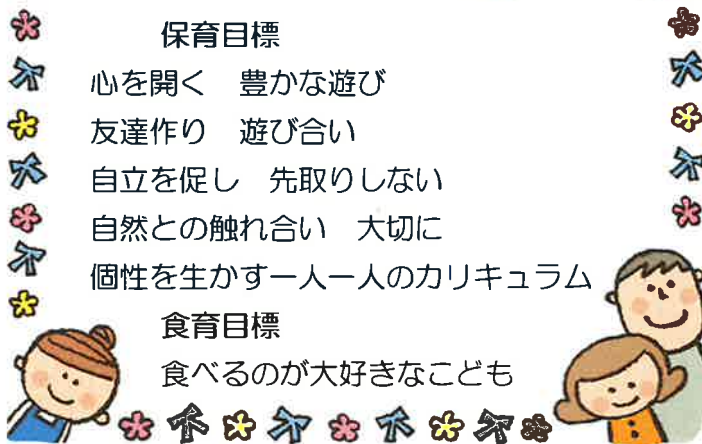 保育目標
心を開く　豊かな遊び
友達作り　遊び合い
自立を促し　先取りしない
自然との触れ合い　大切に
個性を生かす一人一人のカリキュラム
食育目標
食べるのが大好きなこども